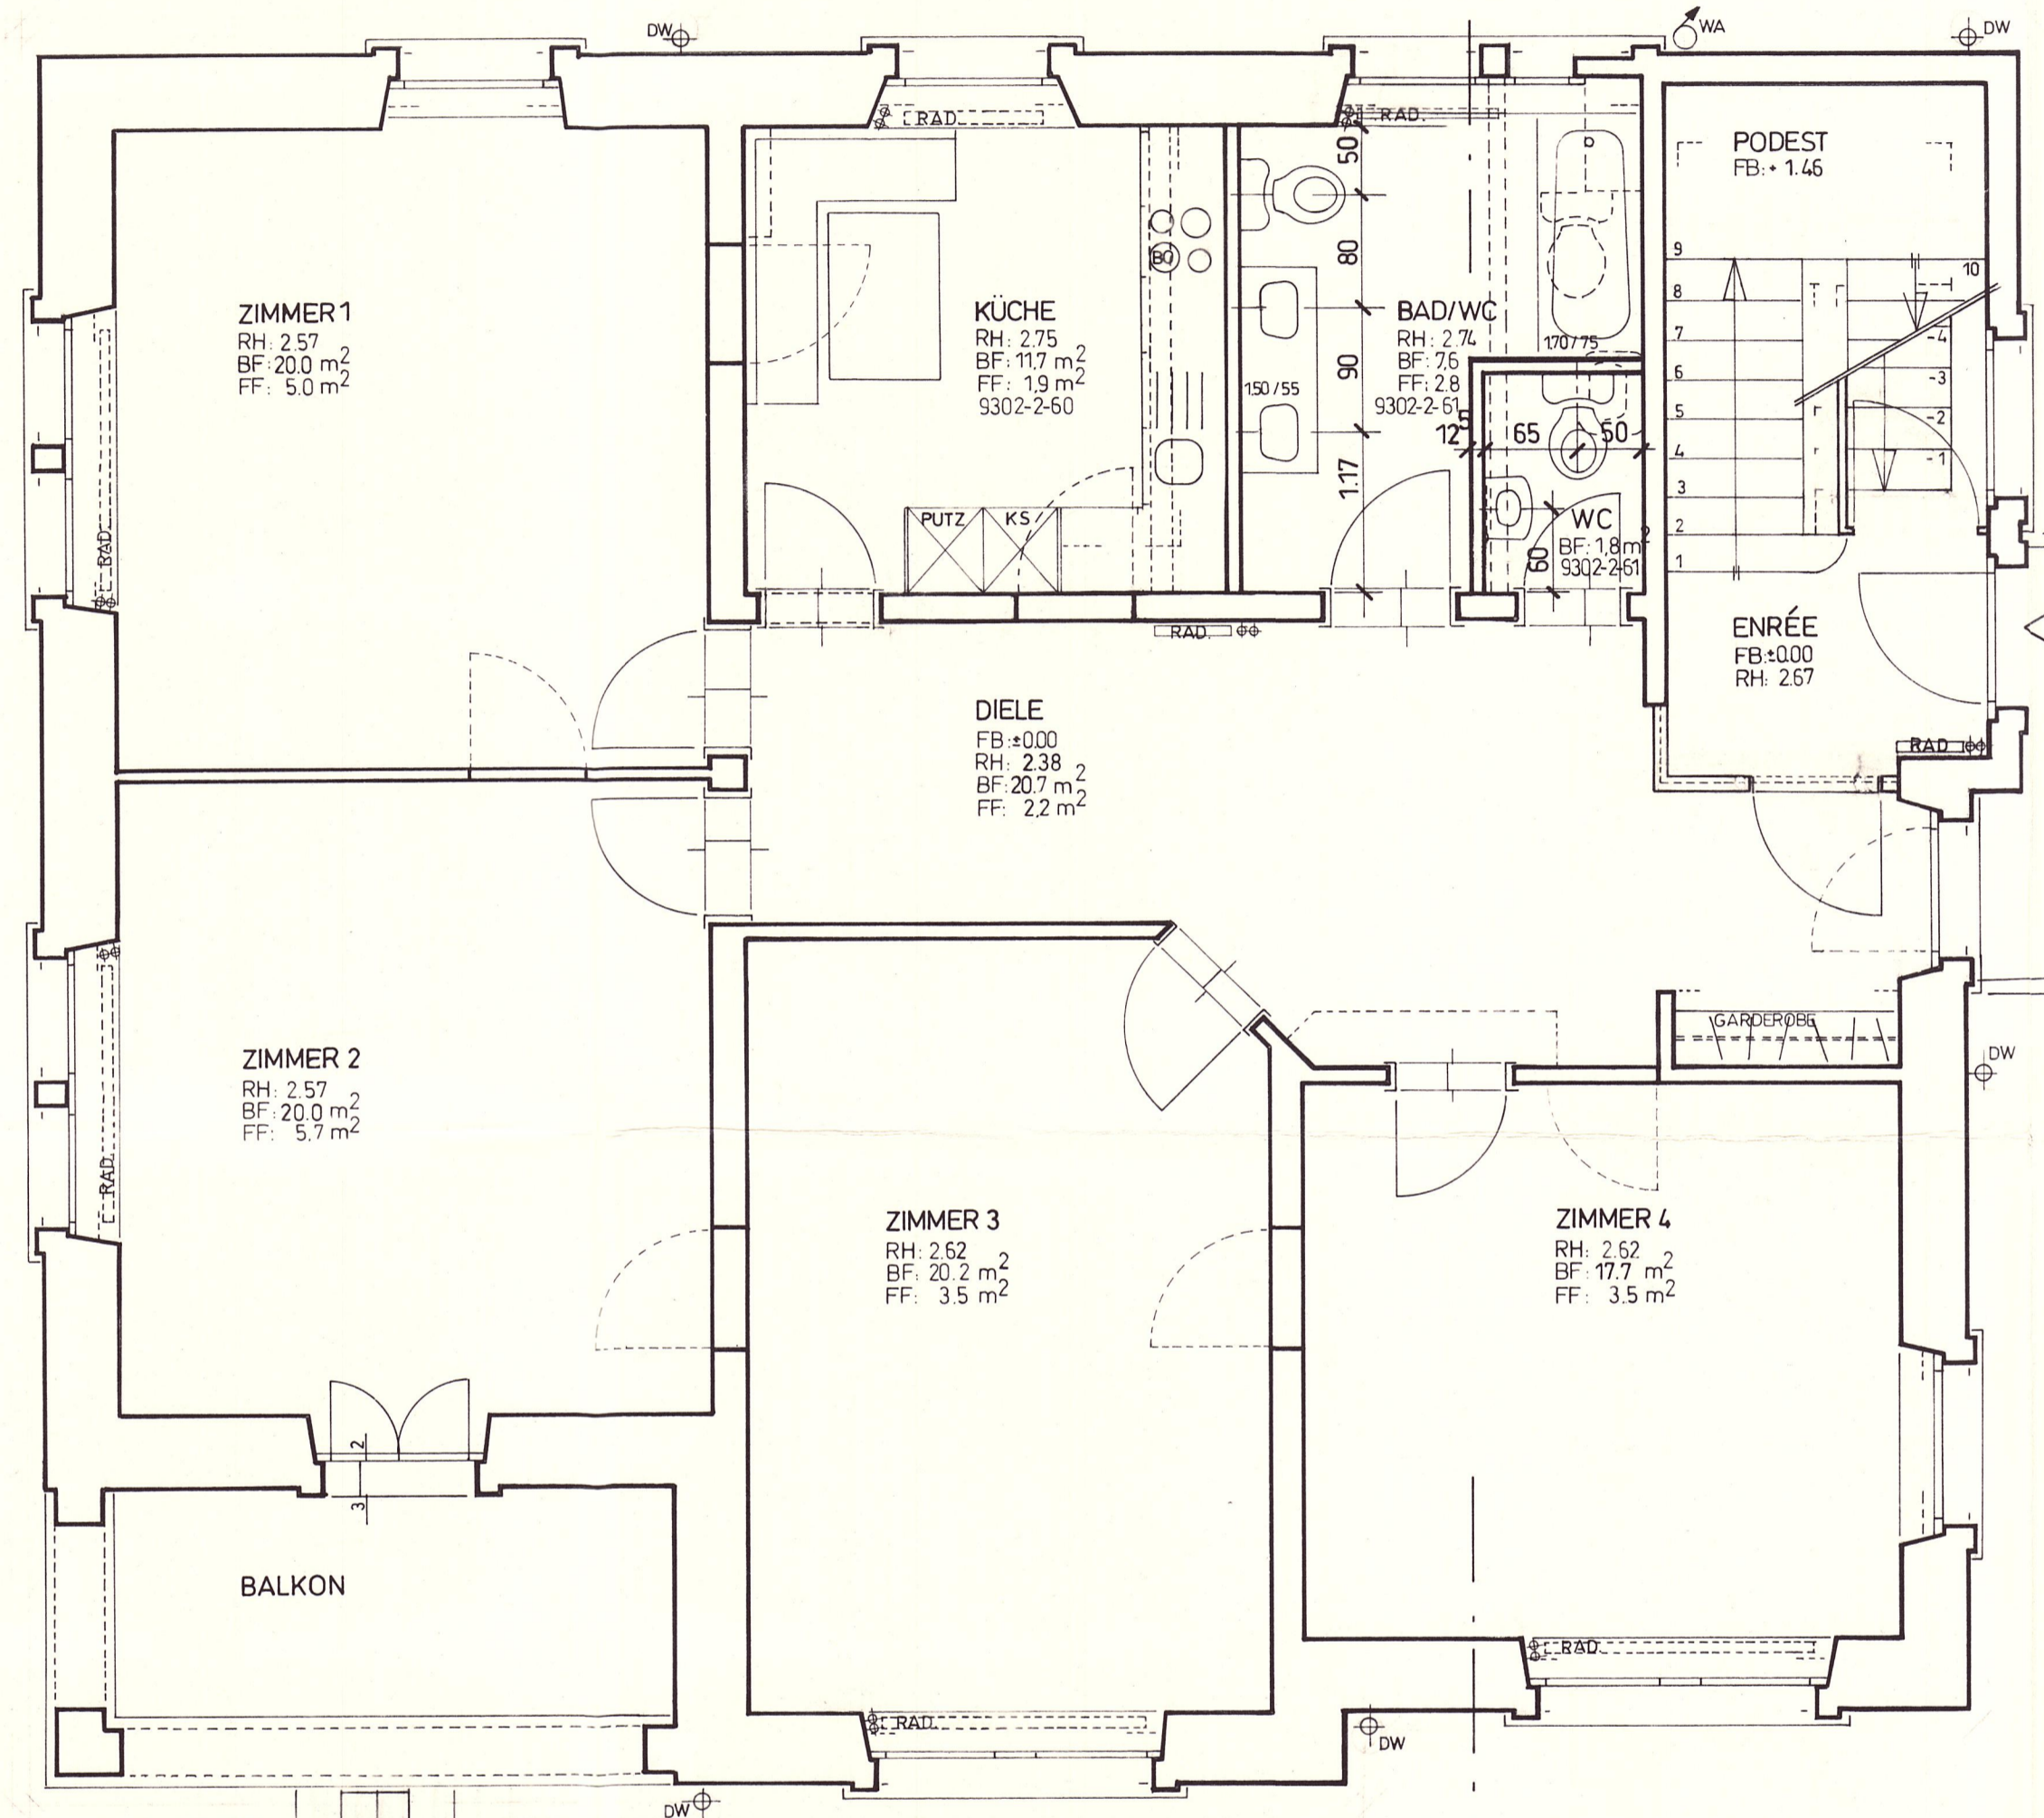 DW
WA
DW
RAD.
RAD.
PODEST
FB: + 1.46
50
80
90
1.17
BO
9
8
7
6
5
4
3
2
1
10
-4
-3
-2
-1
ZIMMER 1
RH: 2.57
BF: 20.0 m²
FF: 5.0 m²
KÜCHE
RH: 2.75
BF: 11,7 m²
FF: 1,9 m²
9302-2-60
BAD/WC
RH: 2.74
BF: 7,6
FF: 2.8
9302-2-61
170/75
150/55
12⁵
65
50
PUTZ
KS
WC
BF: 1,8 m²
9302-2-61
60
RAD.
RAD.
ENRÉE
FB: ±0.00
RH: 2.67
RAD
DIELE
FB: ±0.00
RH: 2.38
BF: 20.7 m²
FF: 2,2 m²
GARDEROBE
DW
ZIMMER 2
RH: 2.57
BF: 20.0 m²
FF: 5,7 m²
RAD.
ZIMMER 3
RH: 2.62
BF: 20.2 m²
FF: 3.5 m²
ZIMMER 4
RH: 2.62
BF: 17.7 m²
FF: 3.5 m²
2
3
BALKON
RAD.
RAD.
DW
DW